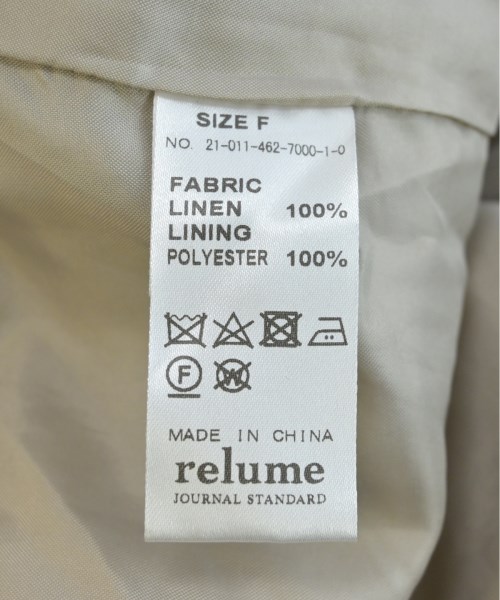 SIZE F
NO. 21-011-462-7000-1-0
FABRIC
LINEN 100%
LINING
POLYESTER 100%
F W
MADE IN CHINA
relume
JOURNAL STANDARD